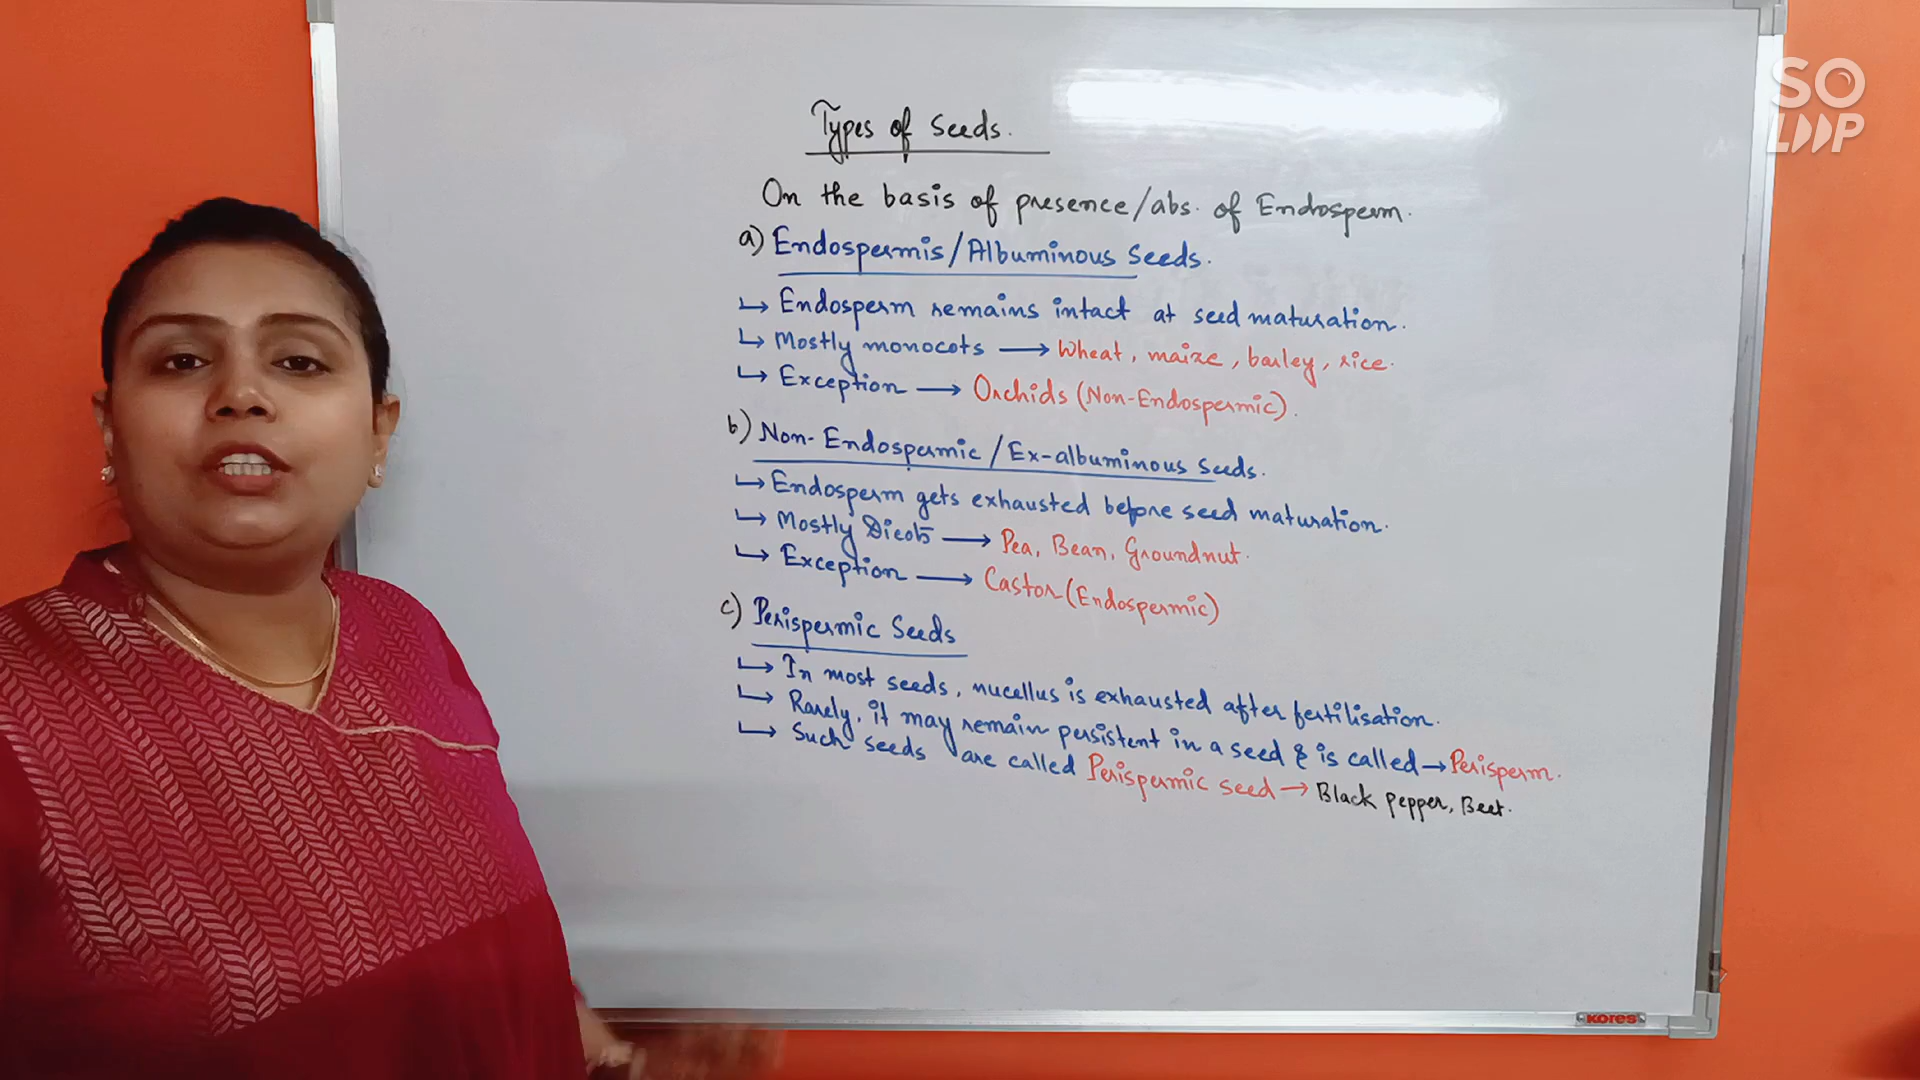 SO
LOOP
Types of Seeds.
On the basis of presence/abs. of Endosperm.
a) Endospermis/Albuminous Seeds.
↳ Endosperm remains intact at seed maturation.
↳ Mostly monocots → Wheat, maize, barley, rice.
↳ Exception → Orchids (Non-Endospermic).
b) Non-Endospermic / Ex-albuminous Seeds.
↳ Endosperm gets exhausted before seed maturation.
↳ Mostly Dicots → Pea, Bean, Groundnut.
↳ Exception → Castor (Endospermic)
c) Perispermic Seeds
↳ In most seeds, nucellus is exhausted after fertilisation.
↳ Rarely, it may remain persistent in a seed & is called → Perisperm.
↳ Such seeds are called Perispermic seed → Black pepper, Beet.
KORES